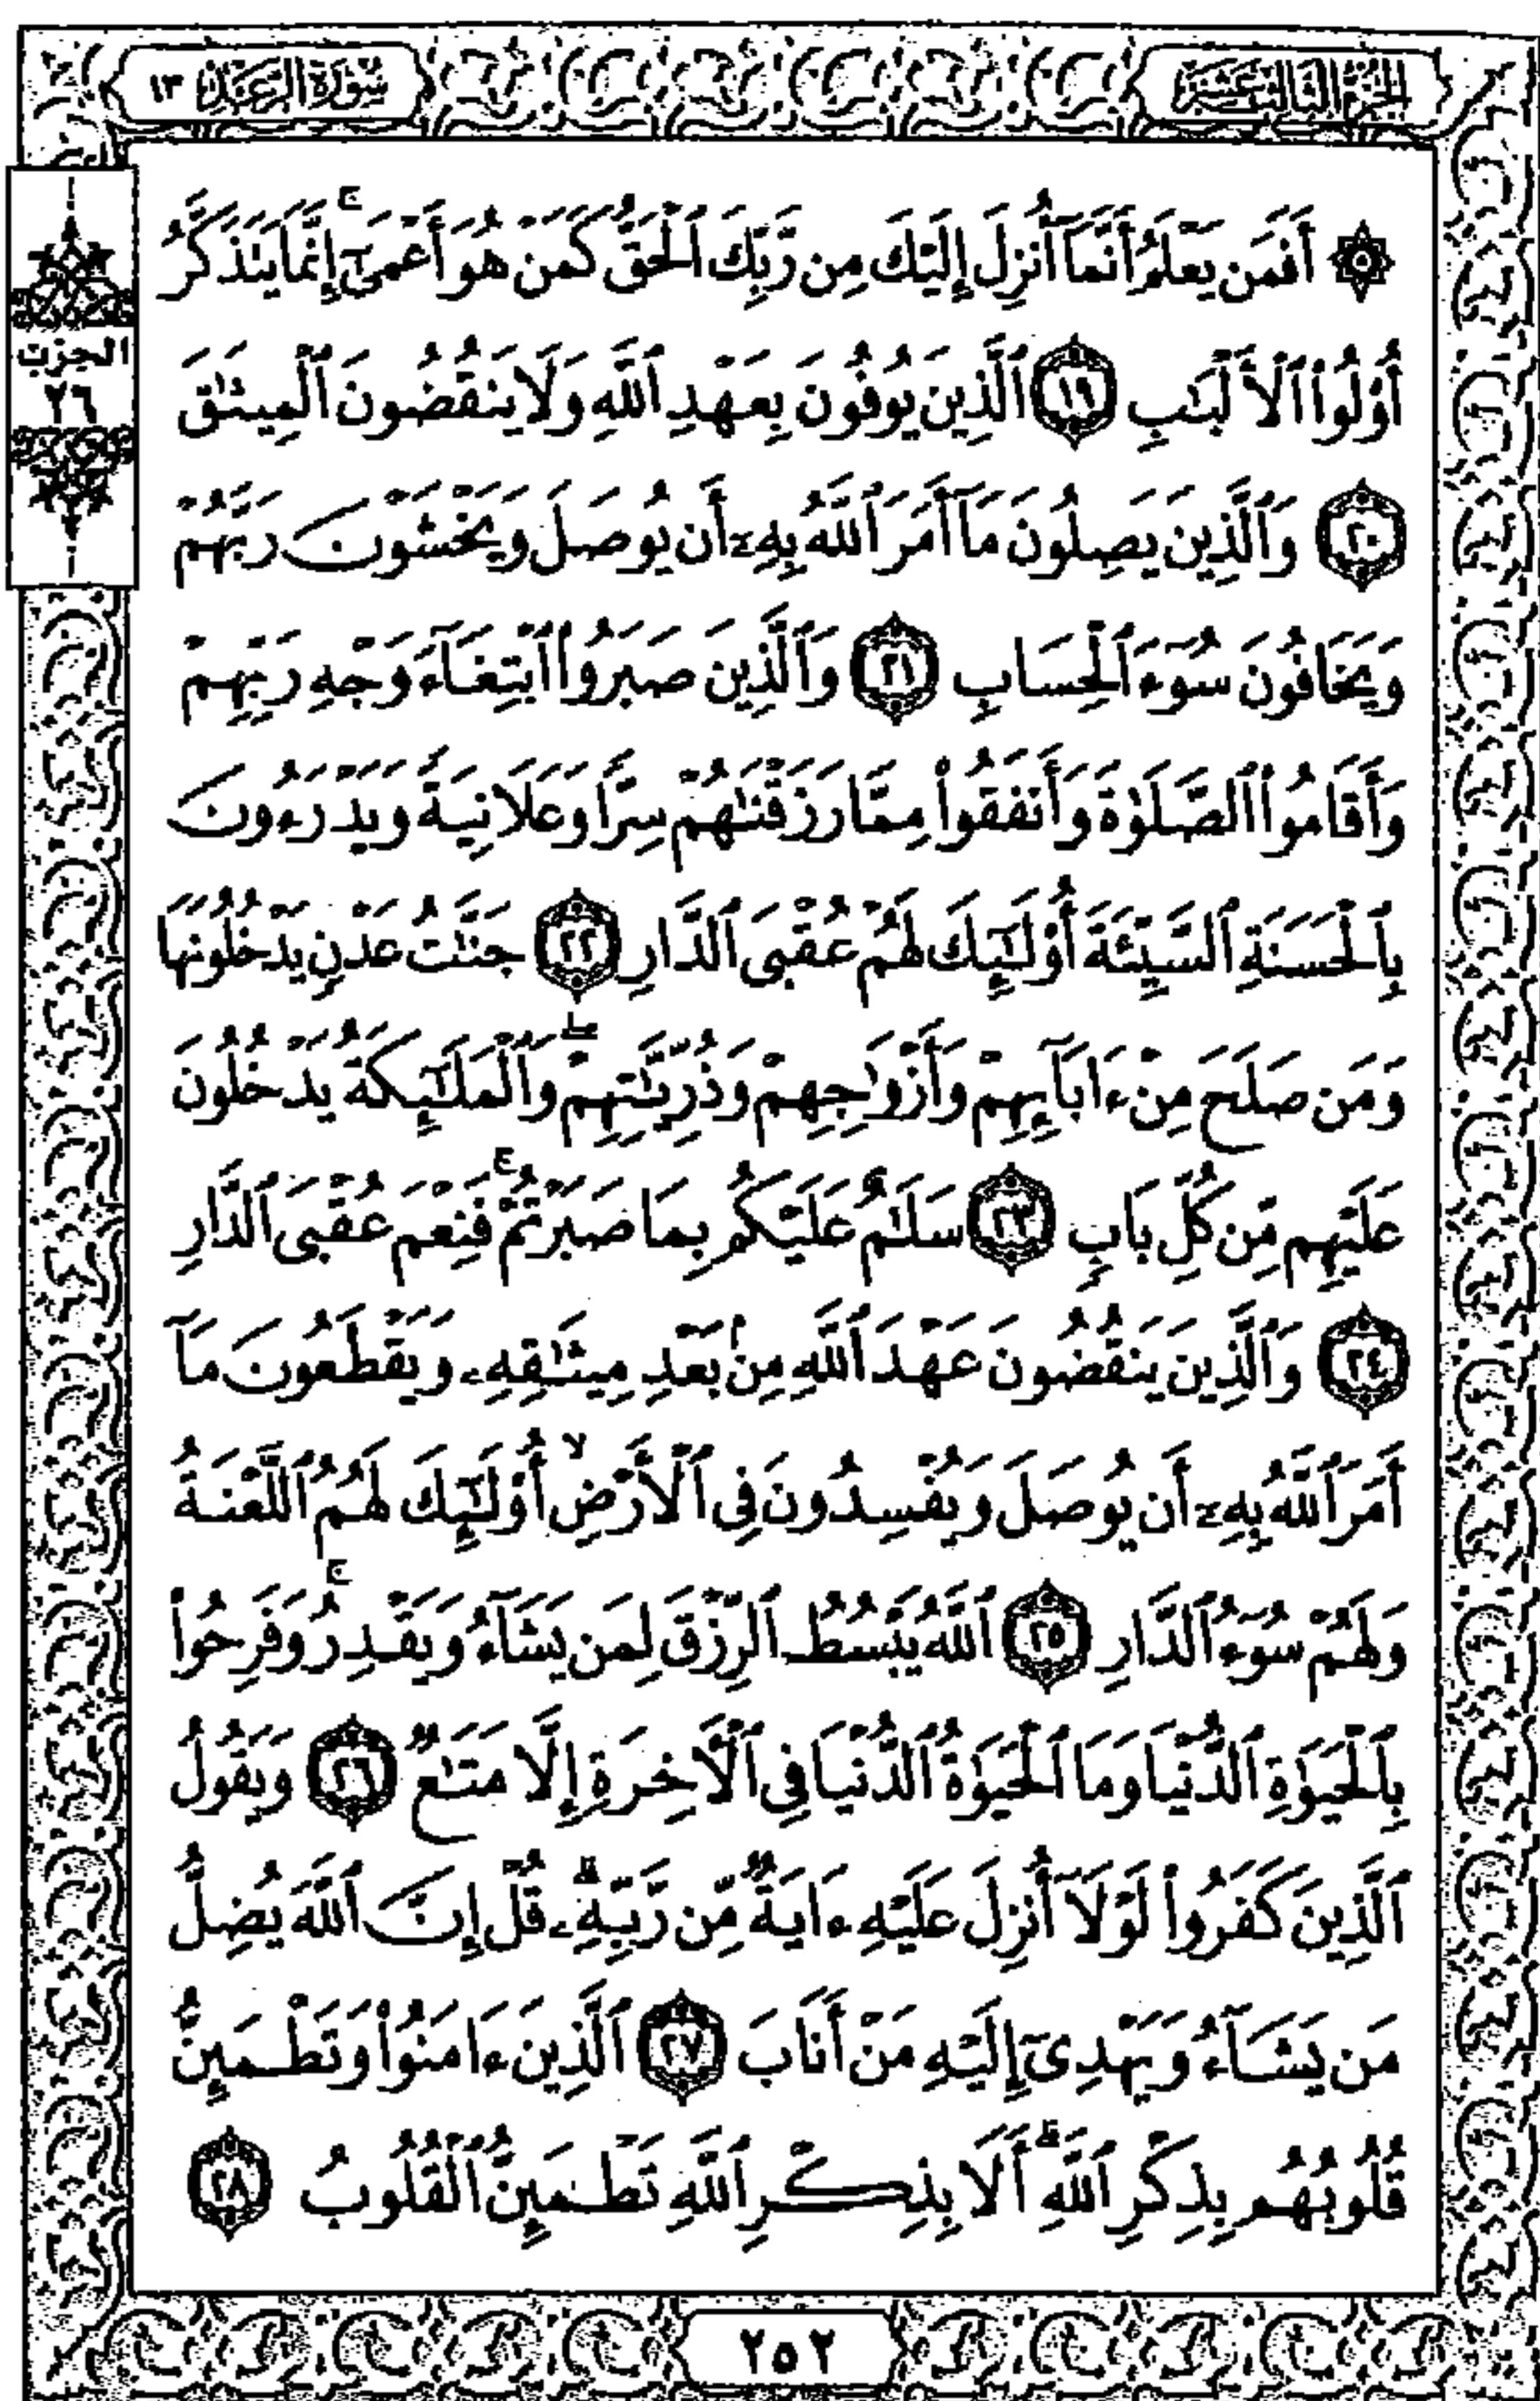 الجزء الثالث عشر
سورة الرعد ١٣
الحزب
٢٦
۞ أَفَمَن يَعْلَمُ أَنَّمَآ أُنزِلَ إِلَيْكَ مِن رَّبِّكَ ٱلْحَقُّ كَمَنْ هُوَ أَعْمَىٰٓ ۚ إِنَّمَا يَتَذَكَّرُ
أُو۟لُوا۟ ٱلْأَلْبَٰبِ ١٩ ٱلَّذِينَ يُوفُونَ بِعَهْدِ ٱللَّهِ وَلَا يَنقُضُونَ ٱلْمِيثَٰقَ
٢٠ وَٱلَّذِينَ يَصِلُونَ مَآ أَمَرَ ٱللَّهُ بِهِۦٓ أَن يُوصَلَ وَيَخْشَوْنَ رَبَّهُمْ
وَيَخَافُونَ سُوٓءَ ٱلْحِسَابِ ٢١ وَٱلَّذِينَ صَبَرُوا۟ ٱبْتِغَآءَ وَجْهِ رَبِّهِمْ
وَأَقَامُوا۟ ٱلصَّلَوٰةَ وَأَنفَقُوا۟ مِمَّا رَزَقْنَٰهُمْ سِرًّا وَعَلَانِيَةً وَيَدْرَءُونَ
بِٱلْحَسَنَةِ ٱلسَّيِّئَةَ أُو۟لَٰٓئِكَ لَهُمْ عُقْبَى ٱلدَّارِ ٢٢ جَنَّٰتُ عَدْنٍ يَدْخُلُونَهَا
وَمَن صَلَحَ مِنْ ءَابَآئِهِمْ وَأَزْوَٰجِهِمْ وَذُرِّيَّٰتِهِمْ ۖ وَٱلْمَلَٰٓئِكَةُ يَدْخُلُونَ
عَلَيْهِم مِّن كُلِّ بَابٍ ٢٣ سَلَٰمٌ عَلَيْكُم بِمَا صَبَرْتُمْ ۚ فَنِعْمَ عُقْبَى ٱلدَّارِ
٢٤ وَٱلَّذِينَ يَنقُضُونَ عَهْدَ ٱللَّهِ مِنۢ بَعْدِ مِيثَٰقِهِۦ وَيَقْطَعُونَ مَآ
أَمَرَ ٱللَّهُ بِهِۦٓ أَن يُوصَلَ وَيُفْسِدُونَ فِى ٱلْأَرْضِ ۙ أُو۟لَٰٓئِكَ لَهُمُ ٱللَّعْنَةُ
وَلَهُمْ سُوٓءُ ٱلدَّارِ ٢٥ ٱللَّهُ يَبْسُطُ ٱلرِّزْقَ لِمَن يَشَآءُ وَيَقْدِرُ ۚ وَفَرِحُوا۟
بِٱلْحَيَوٰةِ ٱلدُّنْيَا وَمَا ٱلْحَيَوٰةُ ٱلدُّنْيَا فِى ٱلْءَاخِرَةِ إِلَّا مَتَٰعٌ ٢٦ وَيَقُولُ
ٱلَّذِينَ كَفَرُوا۟ لَوْلَآ أُنزِلَ عَلَيْهِ ءَايَةٌ مِّن رَّبِّهِۦ ۗ قُلْ إِنَّ ٱللَّهَ يُضِلُّ
مَن يَشَآءُ وَيَهْدِىٓ إِلَيْهِ مَنْ أَنَابَ ٢٧ ٱلَّذِينَ ءَامَنُوا۟ وَتَطْمَئِنُّ
قُلُوبُهُم بِذِكْرِ ٱللَّهِ ۗ أَلَا بِذِكْرِ ٱللَّهِ تَطْمَئِنُّ ٱلْقُلُوبُ ٢٨
٢٥٢